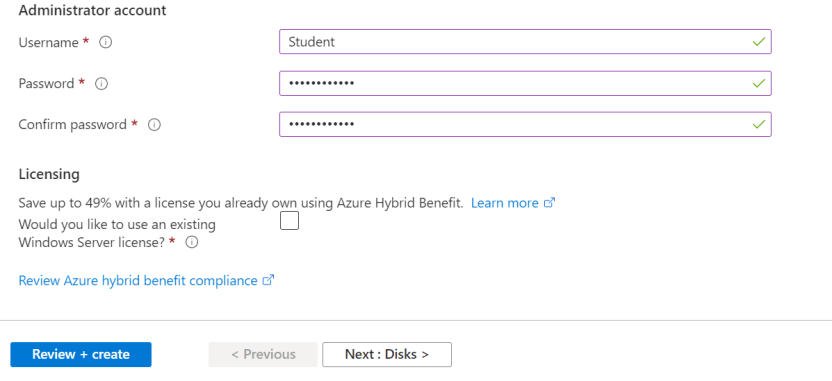 Administrator account
Username *
Student
Password *
••••••••••••
Confirm password *
••••••••••••
Licensing
Save up to 49% with a license you already own using Azure Hybrid Benefit. Learn more
Would you like to use an existing
Windows Server license? *
Review Azure hybrid benefit compliance
Review + create
< Previous
Next : Disks >